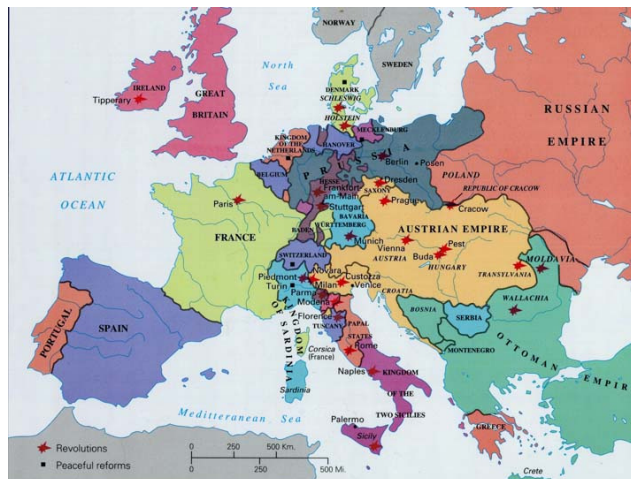 NORWAY
SWEDEN
North
Sea
DENMARK
SCHLESWIG
HOLSTEIN
IRELAND
Tipperary
GREAT
BRITAIN
RUSSIAN
EMPIRE
MECKLENBURG
KINGDOM
OF THE
NETHERLANDS
HANOVER
PRUSSIA
Berlin
Posen
ATLANTIC
OCEAN
BELGIUM
HESSE
Frankfurt
am-Main
SAXONY
Dresden
POLAND
REPUBLIC OF CRACOW
Prague
Cracow
Paris
Stuttgart
BAVARIA
WÜRTTEMBERG
BADEN
FRANCE
Munich
AUSTRIAN EMPIRE
Vienna
AUSTRIA
Pest
Buda
HUNGARY
MOLDAVIA
TRANSYLVANIA
SWITZERLAND
Piedmont
Novara
Milan
Custozza
Venice
Turin
CROATIA
WALLACHIA
Parma
Modena
BOSNIA
SERBIA
Florence
TUSCANY
PAPAL
STATES
KINGDOM
OF SARDINIA
MONTENEGRO
OTTOMAN EMPIR
PORTUGAL
SPAIN
Corsica
(France)
Rome
Sardinia
Naples
KINGDOM
OF THE
TWO SICILIES
Mediterranean Sea
Palermo
Sicily
GREECE
Crete
Revolutions
Peaceful reforms
0 250 500 Km.
0 250 500 Mi.